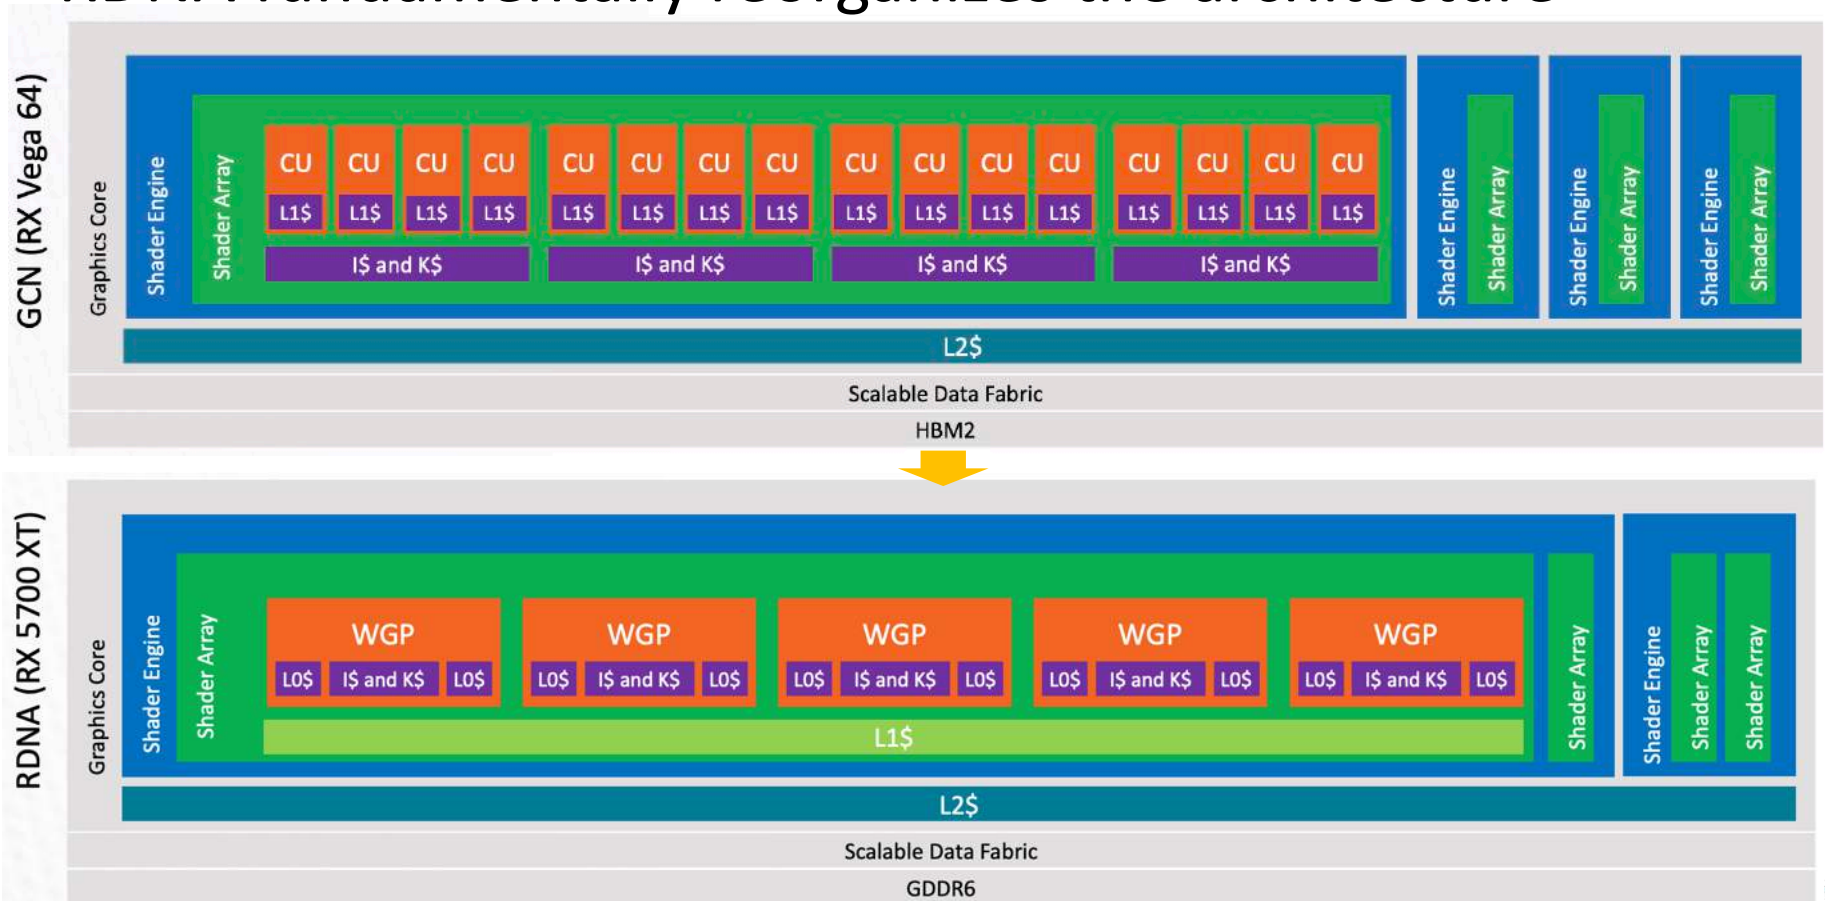 RDNA fundamentally reorganizes the architecture
GCN (RX Vega 64)
Graphics Core
Shader Engine
Shader Array
CU CU CU CU CU CU CU CU CU CU CU CU CU CU CU CU
L1$ L1$ L1$ L1$ L1$ L1$ L1$ L1$ L1$ L1$ L1$ L1$ L1$ L1$ L1$ L1$
I$ and K$ I$ and K$ I$ and K$ I$ and K$
Shader Engine
Shader Array
Shader Engine
Shader Array
Shader Engine
Shader Array
L2$
Scalable Data Fabric
HBM2
RDNA (RX 5700 XT)
Graphics Core
Shader Engine
Shader Array
WGP WGP WGP WGP WGP
L0$ I$ and K$ L0$ L0$ I$ and K$ L0$ L0$ I$ and K$ L0$ L0$ I$ and K$ L0$ L0$ I$ and K$ L0$
L1$
Shader Array
Shader Engine
Shader Array
Shader Array
L2$
Scalable Data Fabric
GDDR6